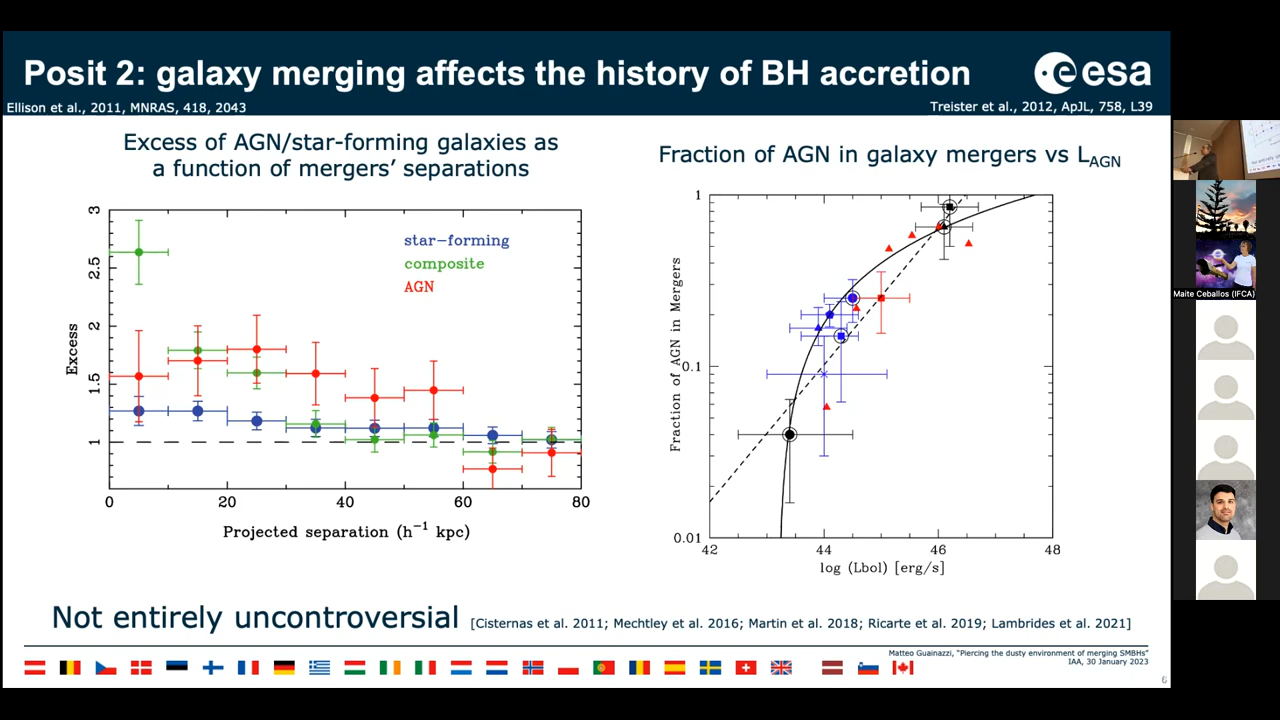 Posit 2: galaxy merging affects the history of BH accretion
esa
Ellison et al., 2011, MNRAS, 418, 2043
Treister et al., 2012, ApJL, 758, L39
Excess of AGN/star-forming galaxies as
a function of mergers’ separations
Fraction of AGN in galaxy mergers vs LAGN
3
2.5
2
1.5
1
Excess
star−forming
composite
AGN
0 20 40 60 80
Projected separation (h−1 kpc)
1
0.1
0.01
Fraction of AGN in Mergers
42 44 46 48
log (Lbol) [erg/s]
Maite Ceballos (IFCA)
Not entirely uncontroversial [Cisternas et al. 2011; Mechtley et al. 2016; Martin et al. 2018; Ricarte et al. 2019; Lambrides et al. 2021]
Matteo Guainazzi, “Piercing the dusty environment of merging SMBHs”
IAA, 30 January 2023
6